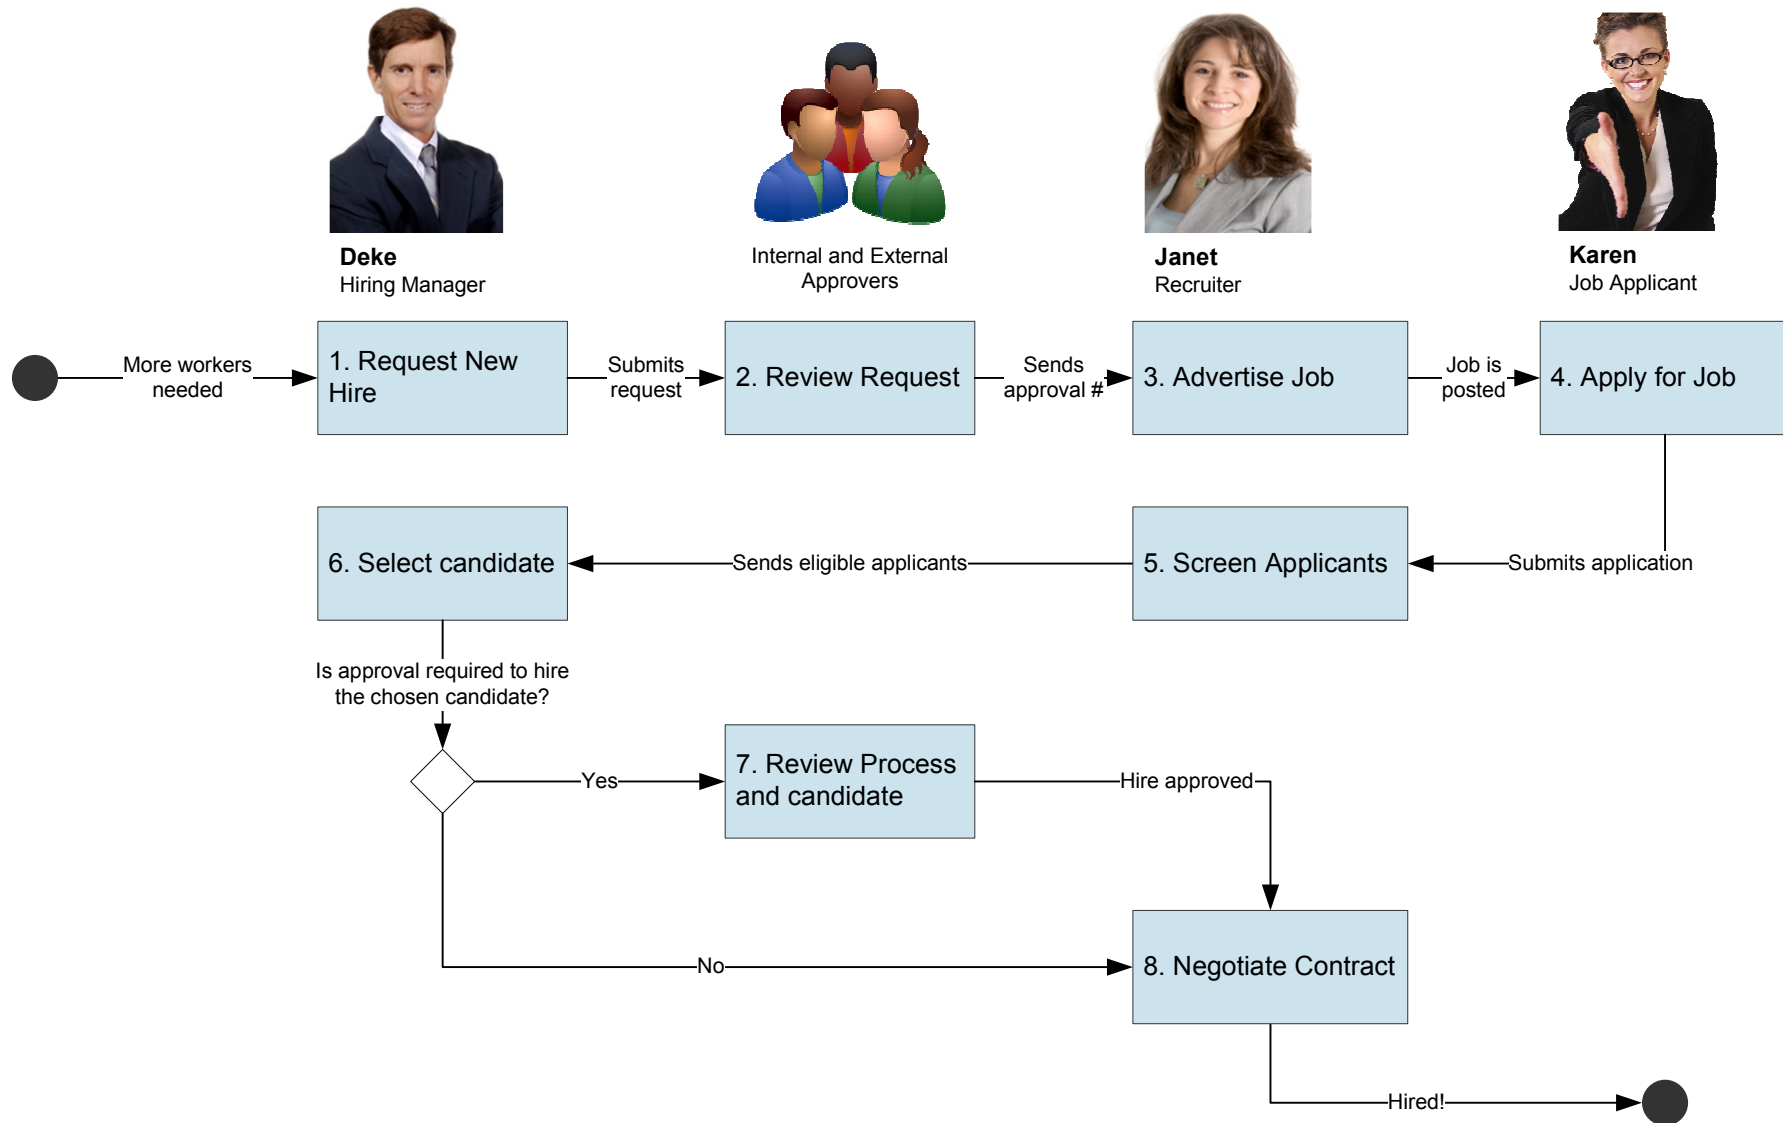 Deke
Hiring Manager
Internal and External
Approvers
Janet
Recruiter
Karen
Job Applicant
More workers
needed
1. Request New
Hire
Submits
request
2. Review Request
Sends
approval #
3. Advertise Job
Job is
posted
4. Apply for Job
6. Select candidate
Sends eligible applicants
5. Screen Applicants
Submits application
Is approval required to hire
the chosen candidate?
Yes
7. Review Process
and candidate
Hire approved
No
8. Negotiate Contract
Hired!